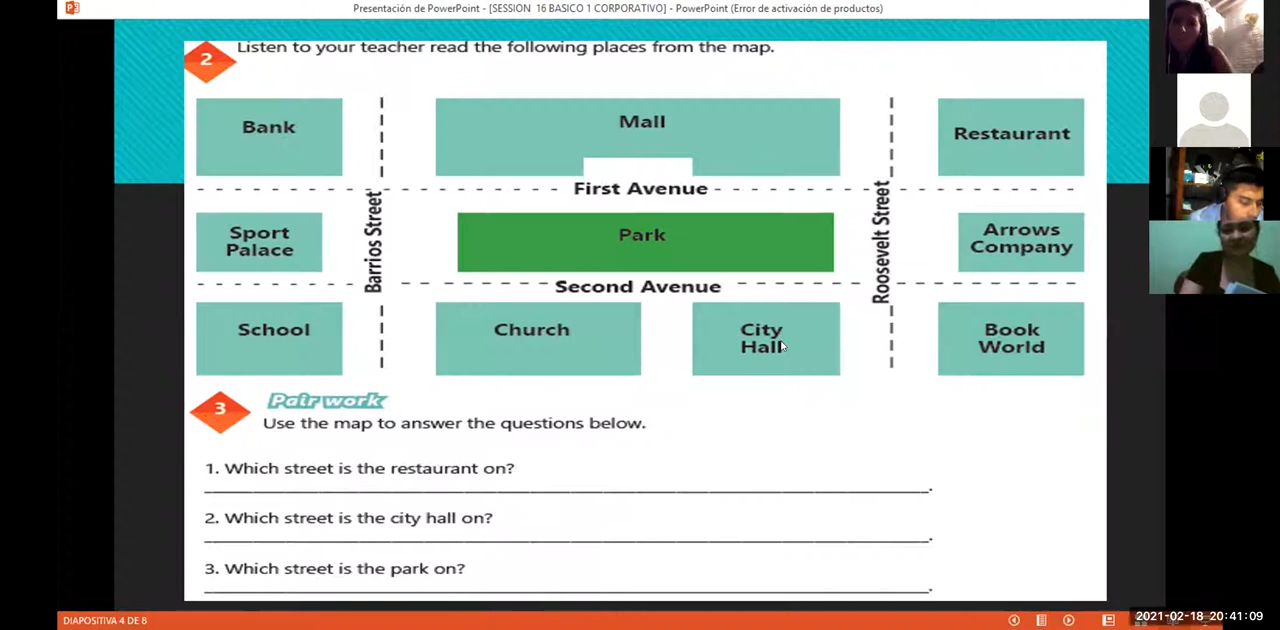 Presentación de PowerPoint - [SESSION 16 BASICO 1 CORPORATIVO] - PowerPoint (Error de activación de productos)
2
Listen to your teacher read the following places from the map.
Bank
Mall
Restaurant
First Avenue
Barrios Street
Roosevelt Street
Sport
Palace
Park
Arrows
Company
Second Avenue
School
Church
City
Hall
Book
World
3
Pair work
Use the map to answer the questions below.
1. Which street is the restaurant on?
2. Which street is the city hall on?
3. Which street is the park on?
DIAPOSITIVA 4 DE 8
2021-02-18 20:41:09